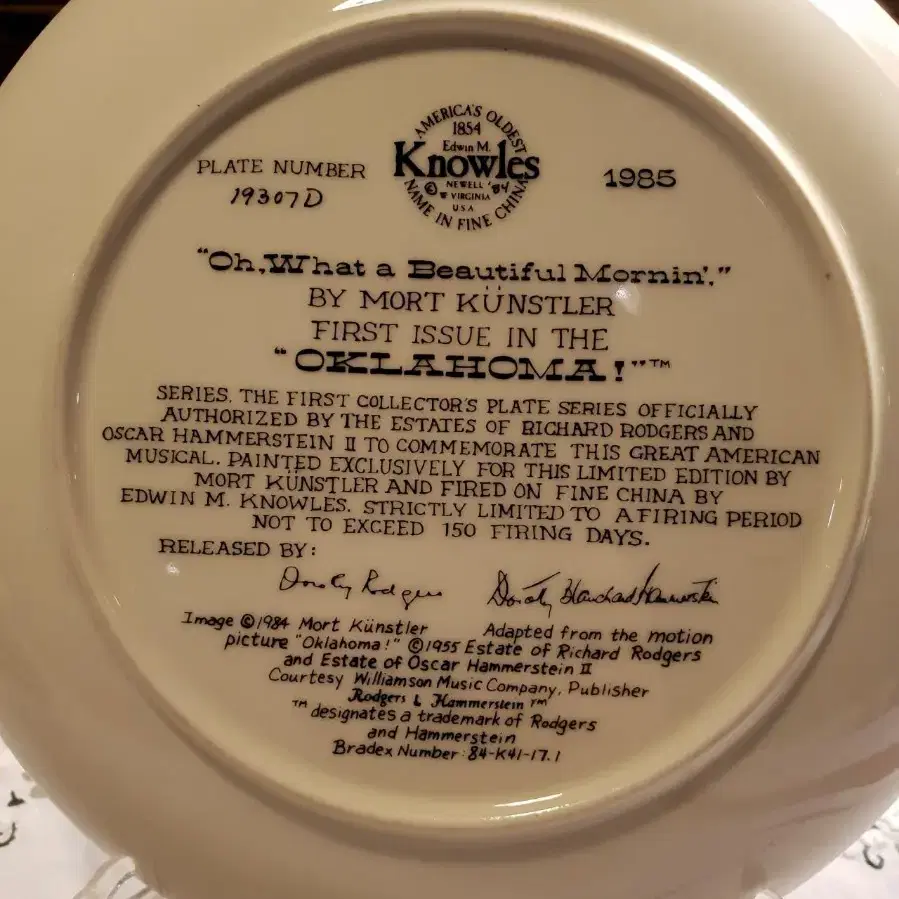 AMERICA'S OLDEST
1854
Edwin M.
Knowles
© NEWELL '84
W VIRGINIA
U S A
NAME IN FINE CHINA
PLATE NUMBER
19307D
1985
"Oh, What a Beautiful Mornin'."
BY MORT KÜNSTLER
FIRST ISSUE IN THE
"OKLAHOMA!"™
SERIES. THE FIRST COLLECTOR'S PLATE SERIES OFFICIALLY
AUTHORIZED BY THE ESTATES OF RICHARD RODGERS AND
OSCAR HAMMERSTEIN II TO COMMEMORATE THIS GREAT AMERICAN
MUSICAL. PAINTED EXCLUSIVELY FOR THIS LIMITED EDITION BY
MORT KÜNSTLER AND FIRED ON FINE CHINA BY
EDWIN M. KNOWLES. STRICTLY LIMITED TO A FIRING PERIOD
NOT TO EXCEED 150 FIRING DAYS.
RELEASED BY:
Dorothy Rodgers Dorothy Blanchard Hammerstein
Image ©1984 Mort Künstler Adapted from the motion
picture "Oklahoma!" ©1955 Estate of Richard Rodgers
and Estate of Oscar Hammerstein II
Courtesy Williamson Music Company, Publisher
Rodgers & Hammerstein ™
™ designates a trademark of Rodgers
and Hammerstein
Bradex Number: 84-K41-17.1